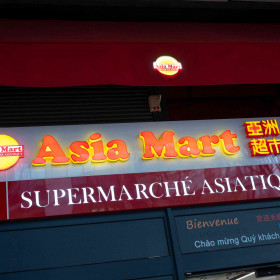 Asia Mart
Asia Mart
Asia Mart
亞洲
超市
SUPERMARCHÉ ASIATIQ
Bienvenue
Chào mừng Quý khách